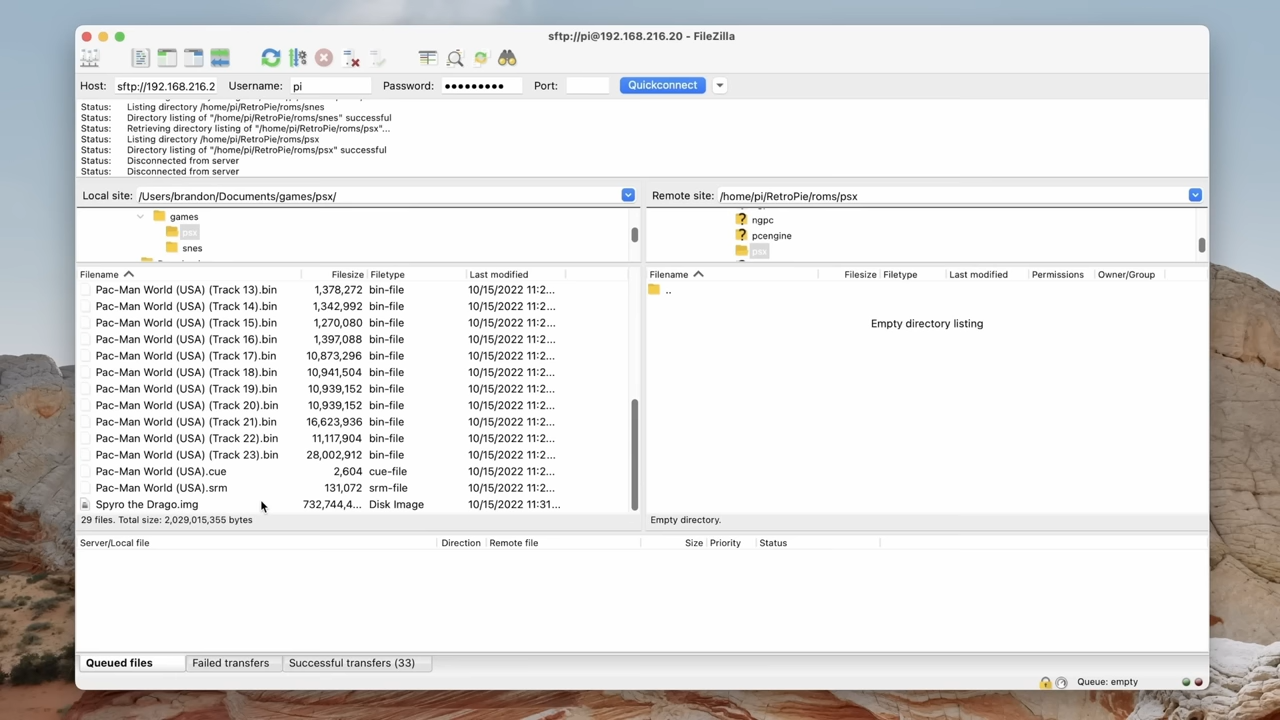 sftp://pi@192.168.216.20 - FileZilla
Host: sftp://192.168.216.2 Username: pi Password: ●●●●●●●●● Port: Quickconnect
Status: Listing directory /home/pi/RetroPie/roms/snes
Status: Directory listing of "/home/pi/RetroPie/roms/snes" successful
Status: Retrieving directory listing of "/home/pi/RetroPie/roms/psx"...
Status: Listing directory /home/pi/RetroPie/roms/psx
Status: Directory listing of "/home/pi/RetroPie/roms/psx" successful
Status: Disconnected from server
Status: Disconnected from server
Local site: /Users/brandon/Documents/games/psx/
games
psx
snes
Remote site: /home/pi/RetroPie/roms/psx
ngpc
pcengine
psx
Filename Filesize Filetype Last modified
Pac-Man World (USA) (Track 13).bin 1,378,272 bin-file 10/15/2022 11:2...
Pac-Man World (USA) (Track 14).bin 1,342,992 bin-file 10/15/2022 11:2...
Pac-Man World (USA) (Track 15).bin 1,270,080 bin-file 10/15/2022 11:2...
Pac-Man World (USA) (Track 16).bin 1,397,088 bin-file 10/15/2022 11:2...
Pac-Man World (USA) (Track 17).bin 10,873,296 bin-file 10/15/2022 11:2...
Pac-Man World (USA) (Track 18).bin 10,941,504 bin-file 10/15/2022 11:2...
Pac-Man World (USA) (Track 19).bin 10,939,152 bin-file 10/15/2022 11:2...
Pac-Man World (USA) (Track 20).bin 10,939,152 bin-file 10/15/2022 11:2...
Pac-Man World (USA) (Track 21).bin 16,623,936 bin-file 10/15/2022 11:2...
Pac-Man World (USA) (Track 22).bin 11,117,904 bin-file 10/15/2022 11:2...
Pac-Man World (USA) (Track 23).bin 28,002,912 bin-file 10/15/2022 11:2...
Pac-Man World (USA).cue 2,604 cue-file 10/15/2022 11:2...
Pac-Man World (USA).srm 131,072 srm-file 10/15/2022 11:2...
Spyro the Drago.img 732,744,4... Disk Image 10/15/2022 11:31...
29 files. Total size: 2,029,015,355 bytes
Filename Filesize Filetype Last modified Permissions Owner/Group
..
Empty directory listing
Empty directory.
Server/Local file Direction Remote file Size Priority Status
Queued files Failed transfers Successful transfers (33)
Queue: empty